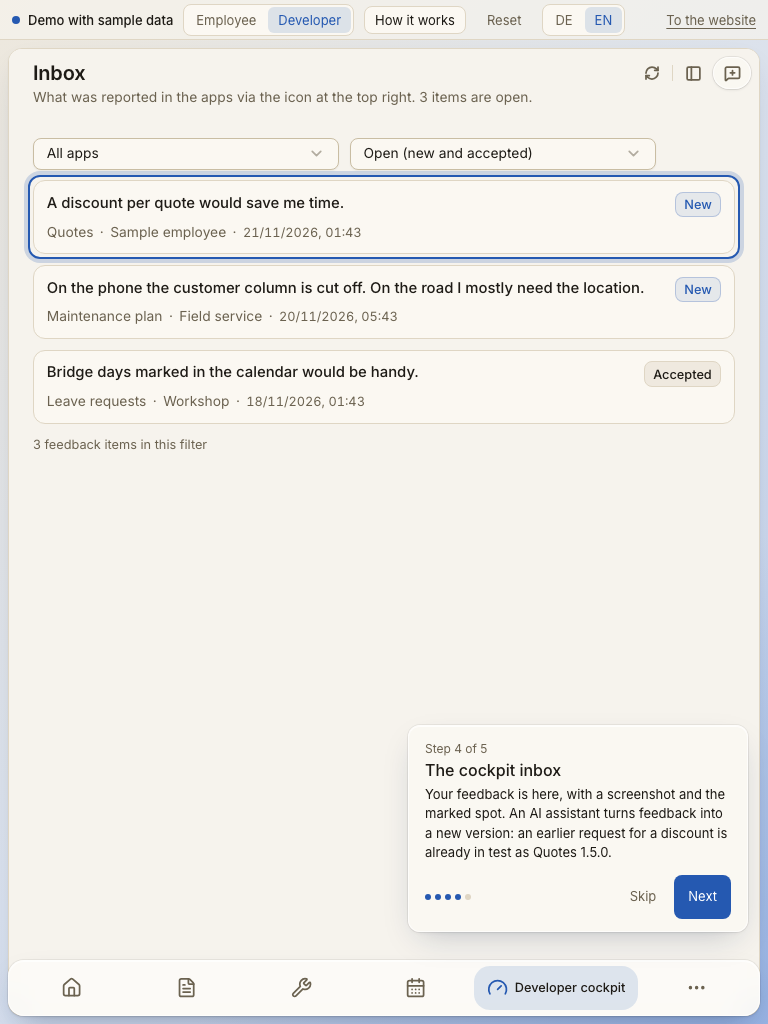 Demo with sample data
Employee
Developer
How it works
Reset
DE
EN
To the website
Inbox
What was reported in the apps via the icon at the top right. 3 items are open.
All apps
Open (new and accepted)
A discount per quote would save me time.
New
Quotes · Sample employee · 21/11/2026, 01:43
On the phone the customer column is cut off. On the road I mostly need the location.
New
Maintenance plan · Field service · 20/11/2026, 05:43
Bridge days marked in the calendar would be handy.
Accepted
Leave requests · Workshop · 18/11/2026, 01:43
3 feedback items in this filter
Step 4 of 5
The cockpit inbox
Your feedback is here, with a screenshot and the
marked spot. An AI assistant turns feedback into
a new version: an earlier request for a discount is
already in test as Quotes 1.5.0.
Skip
Next
Developer cockpit